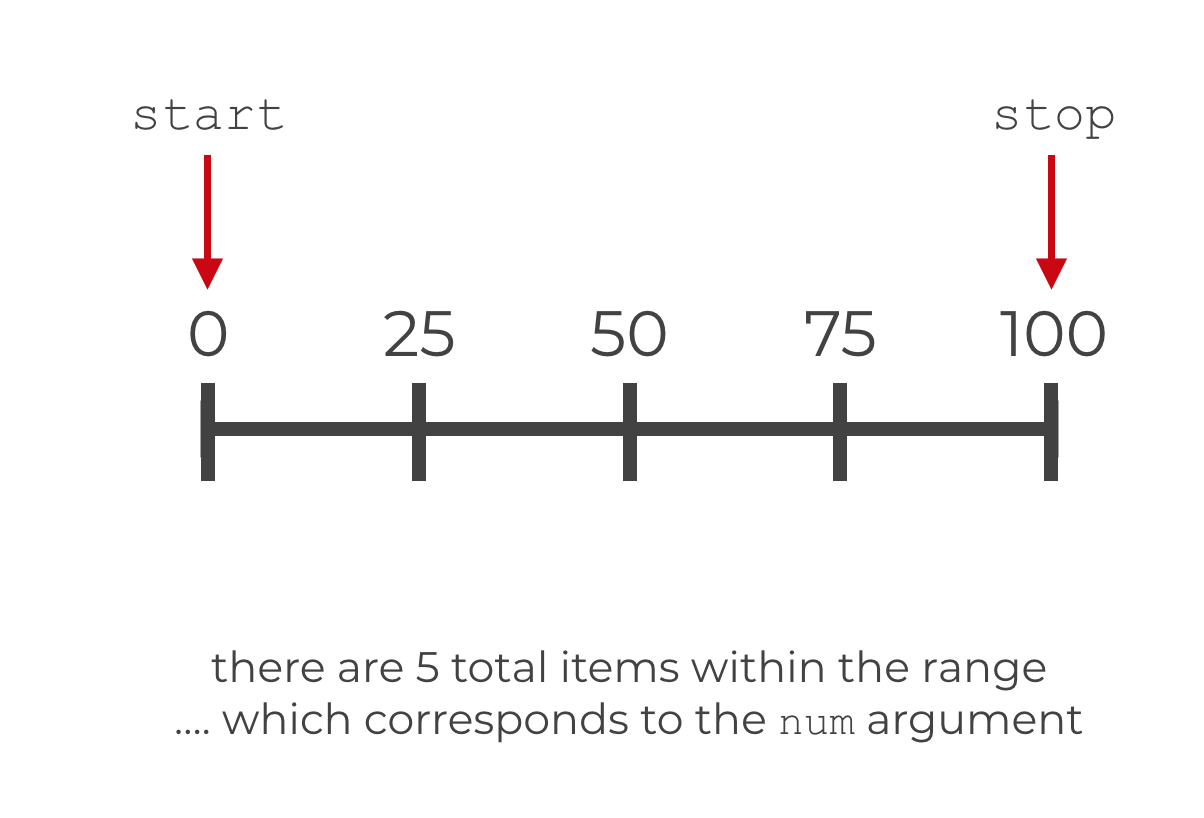 start stop
0 25 50 75 100
there are 5 total items within the range
.... which corresponds to the num argument